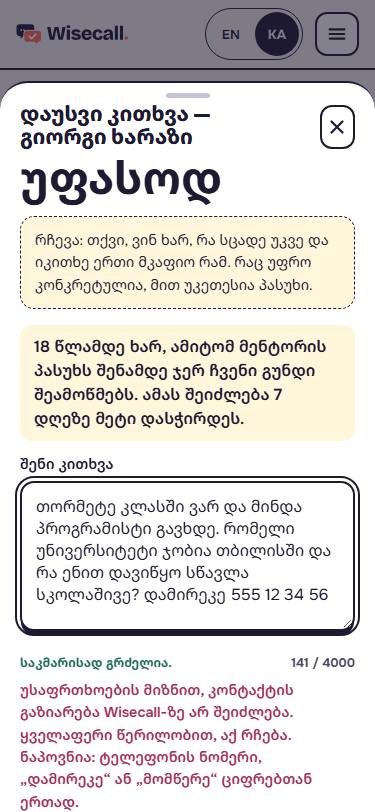 Wisecall.
EN
KA
დაუსვი კითხვა —
გიორგი ხარაზი
უფასოდ
რჩევა: თქვი, ვინ ხარ, რა სცადე უკვე და
იკითხე ერთი მკაფიო რამ. რაც უფრო
კონკრეტულია, მით უკეთესია პასუხი.
18 წლამდე ხარ, ამიტომ მენტორის
პასუხს შენამდე ჯერ ჩვენი გუნდი
შეამოწმებს. ამას შეიძლება 7
დღეზე მეტი დასჭირდეს.
შენი კითხვა
თორმეტე კლასში ვარ და მინდა
პროგრამისტი გავხდე. რომელი
უნივერსიტეტი ჯობია თბილისში და
რა ენით დავიწყო სწავლა
სკოლაშივე? დამირეკე 555 12 34 56
საკმარისად გრძელია.
141 / 4000
უსაფრთხოების მიზნით, კონტაქტის
გაზიარება Wisecall-ზე არ შეიძლება.
ყველაფერი წერილობით, აქ რჩება.
ნაპოვნია: ტელეფონის ნომერი,
„დამირეკე“ ან „მომწერე“ ციფრებთან
ერთად.